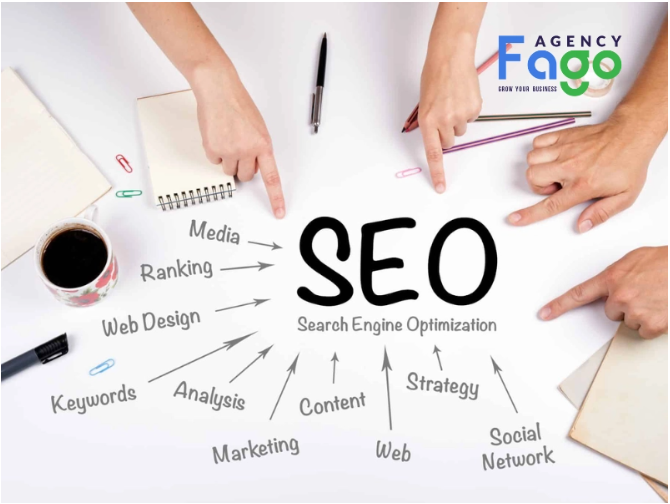 AGENCY
Fago
GROW YOUR BUSINESS
SEO
Search Engine Optimization
Media
Ranking
Web Design
Keywords
Analysis
Marketing
Content
Web
Strategy
Social
Network